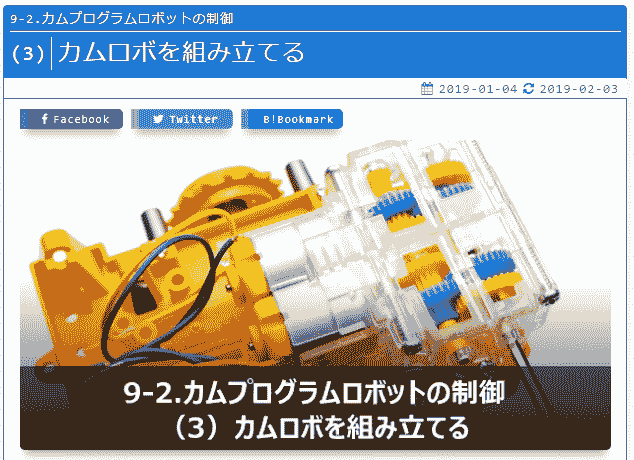 9-2.カムプログラムロボットの制御
(3) カムロボを組み立てる
2019-01-04 2019-02-03
Facebook Twitter B!Bookmark
9-2.カムプログラムロボットの制御
（3）カムロボを組み立てる